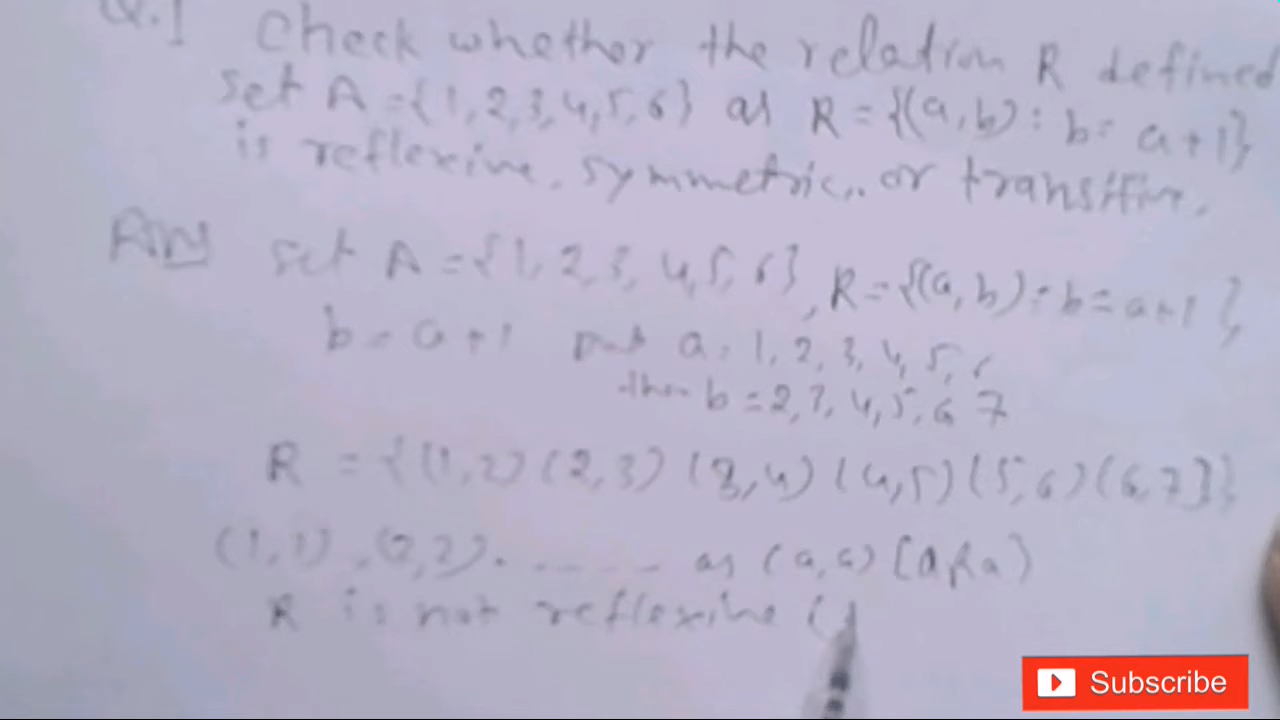 Q.1 Check whether the relation R defined
set A = {1, 2, 3, 4, 5, 6} as R = {(a, b) : b = a + 1}
is reflexive, symmetric, or transitive.
Ans set A = {1, 2, 3, 4, 5, 6}, R = {(a, b) : b = a + 1},
b = a + 1 put a = 1, 2, 3, 4, 5, 6
then b = 2, 3, 4, 5, 6 7
R = {(1, 2) (2, 3) (3, 4) (4, 5) (5, 6) (6, 7)}
(1, 1), (2, 2). ..... as (a, a) [a R a)
R is not reflexive (
Subscribe